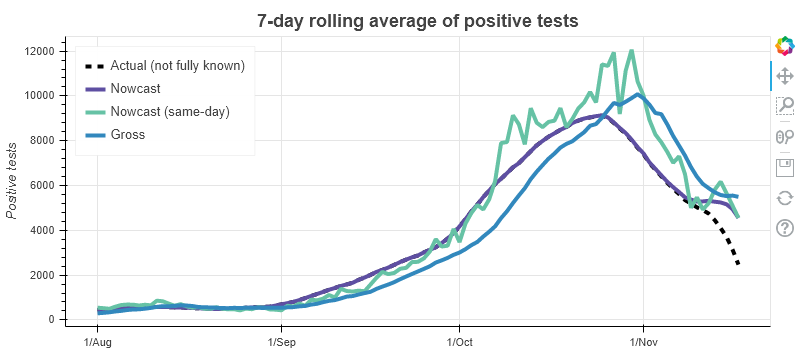 7-day rolling average of positive tests
12000
10000
8000
6000
4000
2000
0
Positive tests
Actual (not fully known)
Nowcast
Nowcast (same-day)
Gross
1/Aug
1/Sep
1/Oct
1/Nov